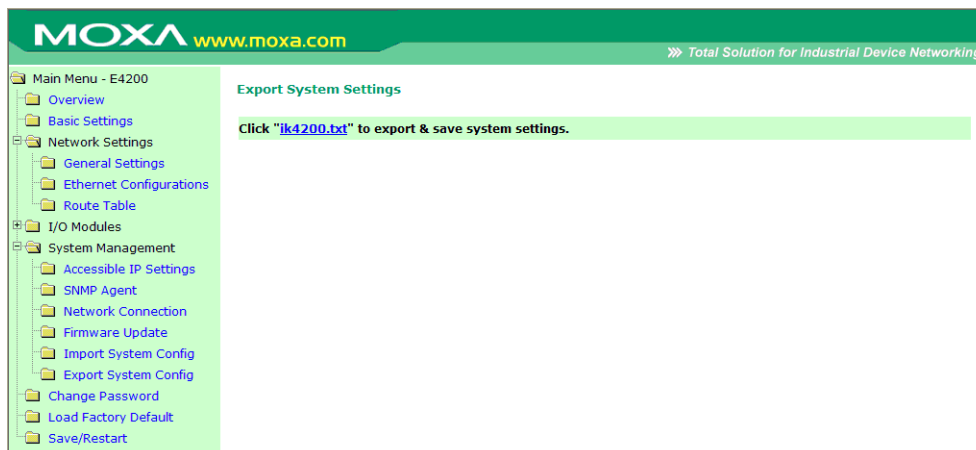 MOXA www.moxa.com
Total Solution for Industrial Device Networking
Main Menu - E4200
Overview
Basic Settings
Network Settings
General Settings
Ethernet Configurations
Route Table
I/O Modules
System Management
Accessible IP Settings
SNMP Agent
Network Connection
Firmware Update
Import System Config
Export System Config
Change Password
Load Factory Default
Save/Restart
Export System Settings
Click "ik4200.txt" to export & save system settings.